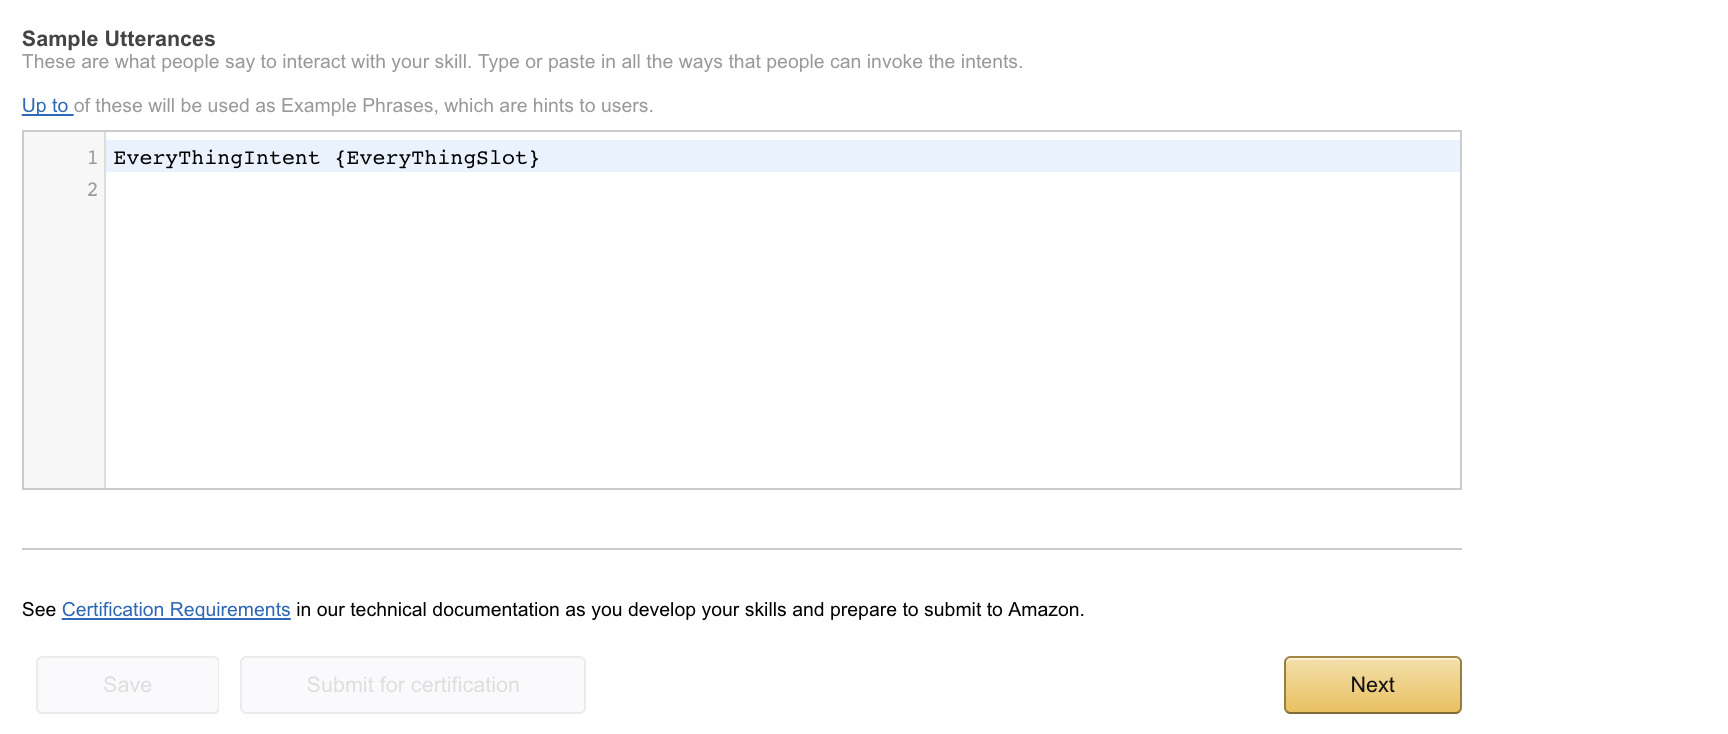 Sample Utterances
These are what people say to interact with your skill. Type or paste in all the ways that people can invoke the intents.
Up to of these will be used as Example Phrases, which are hints to users.
1 EveryThingIntent {EveryThingSlot}
2
See Certification Requirements in our technical documentation as you develop your skills and prepare to submit to Amazon.
Save Submit for certification Next